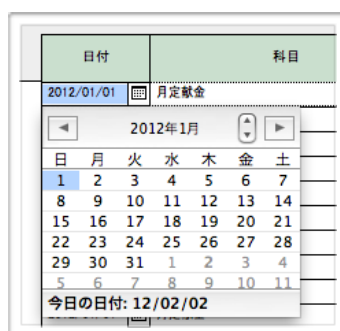 日付 科目
2012/01/01 月定献金
2012年1月
日 月 火 水 木 金 土
1 2 3 4 5 6 7
8 9 10 11 12 13 14
15 16 17 18 19 20 21
22 23 24 25 26 27 28
29 30 31 1 2 3 4
5 6 7 8 9 10 11
今日の日付: 12/02/02